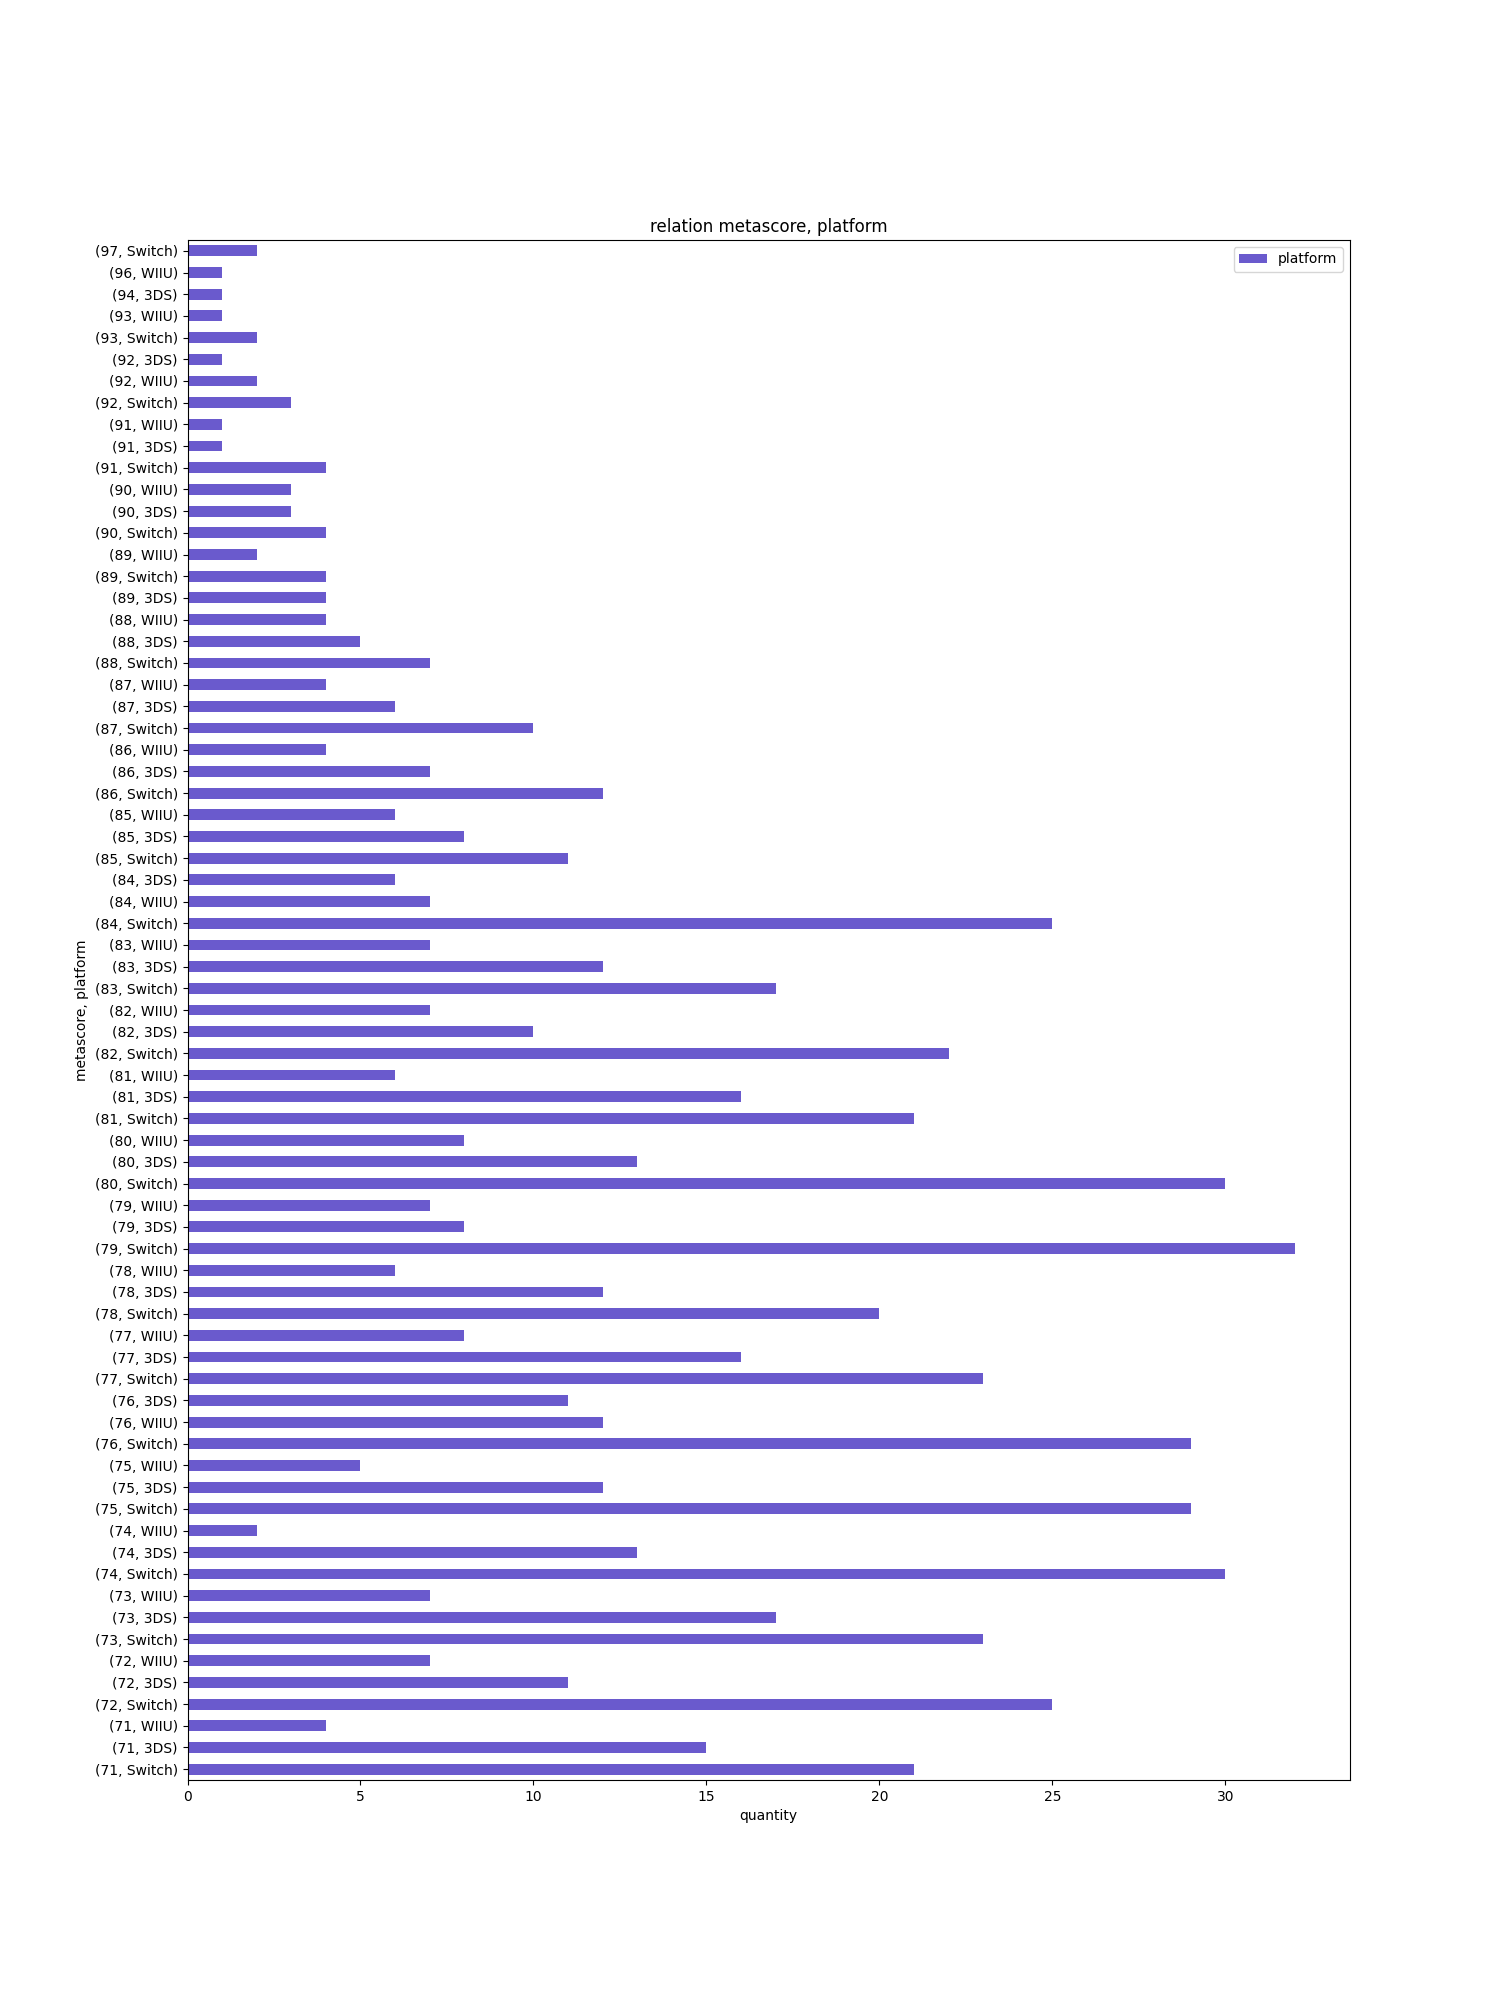 relation metascore, platform
platform
(97, Switch)
(96, WIIU)
(94, 3DS)
(93, WIIU)
(93, Switch)
(92, 3DS)
(92, WIIU)
(92, Switch)
(91, WIIU)
(91, 3DS)
(91, Switch)
(90, WIIU)
(90, 3DS)
(90, Switch)
(89, WIIU)
(89, Switch)
(89, 3DS)
(88, WIIU)
(88, 3DS)
(88, Switch)
(87, WIIU)
(87, 3DS)
(87, Switch)
(86, WIIU)
(86, 3DS)
(86, Switch)
(85, WIIU)
(85, 3DS)
(85, Switch)
(84, 3DS)
(84, WIIU)
(84, Switch)
(83, WIIU)
(83, 3DS)
(83, Switch)
(82, WIIU)
(82, 3DS)
(82, Switch)
(81, WIIU)
(81, 3DS)
(81, Switch)
(80, WIIU)
(80, 3DS)
(80, Switch)
(79, WIIU)
(79, 3DS)
(79, Switch)
(78, WIIU)
(78, 3DS)
(78, Switch)
(77, WIIU)
(77, 3DS)
(77, Switch)
(76, 3DS)
(76, WIIU)
(76, Switch)
(75, WIIU)
(75, 3DS)
(75, Switch)
(74, WIIU)
(74, 3DS)
(74, Switch)
(73, WIIU)
(73, 3DS)
(73, Switch)
(72, WIIU)
(72, 3DS)
(72, Switch)
(71, WIIU)
(71, 3DS)
(71, Switch)
metascore, platform
0 5 10 15 20 25 30
quantity